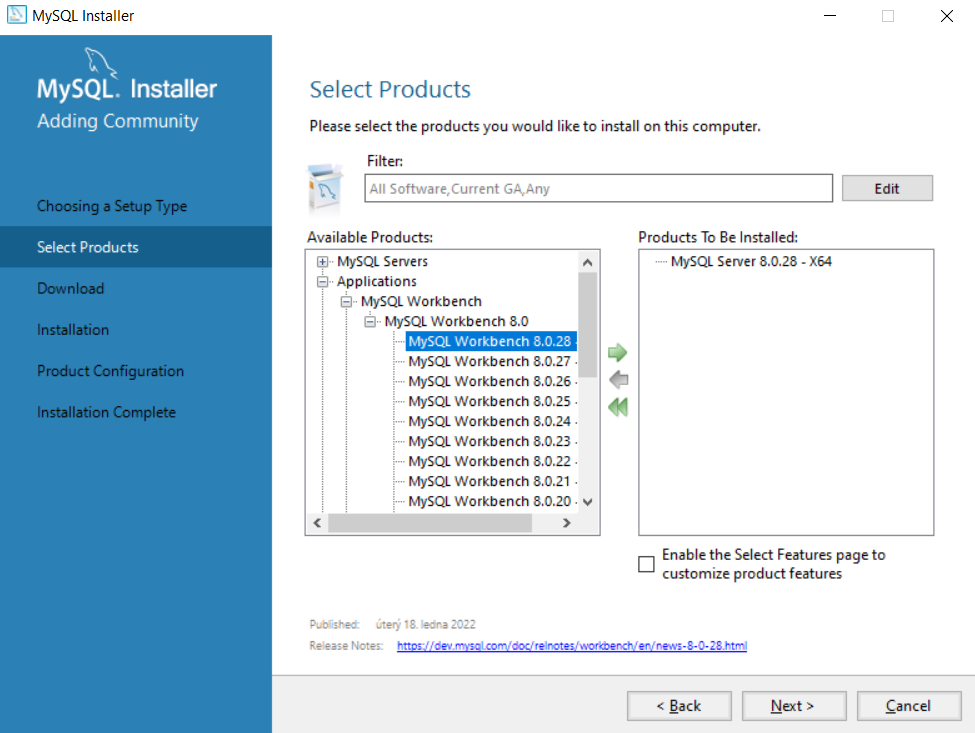 MySQL Installer
MySQL. Installer
Adding Community
Choosing a Setup Type
Select Products
Download
Installation
Product Configuration
Installation Complete
Select Products
Please select the products you would like to install on this computer.
Filter:
All Software,Current GA,Any
Edit
Available Products:
MySQL Servers
Applications
MySQL Workbench
MySQL Workbench 8.0
MySQL Workbench 8.0.28 -
MySQL Workbench 8.0.27 -
MySQL Workbench 8.0.26 -
MySQL Workbench 8.0.25 -
MySQL Workbench 8.0.24 -
MySQL Workbench 8.0.23 -
MySQL Workbench 8.0.22 -
MySQL Workbench 8.0.21 -
MySQL Workbench 8.0.20 -
Products To Be Installed:
MySQL Server 8.0.28 - X64
Enable the Select Features page to
customize product features
Published: úterý 18. ledna 2022
Release Notes: https://dev.mysql.com/doc/relnotes/workbench/en/news-8-0-28.html
< Back
Next >
Cancel